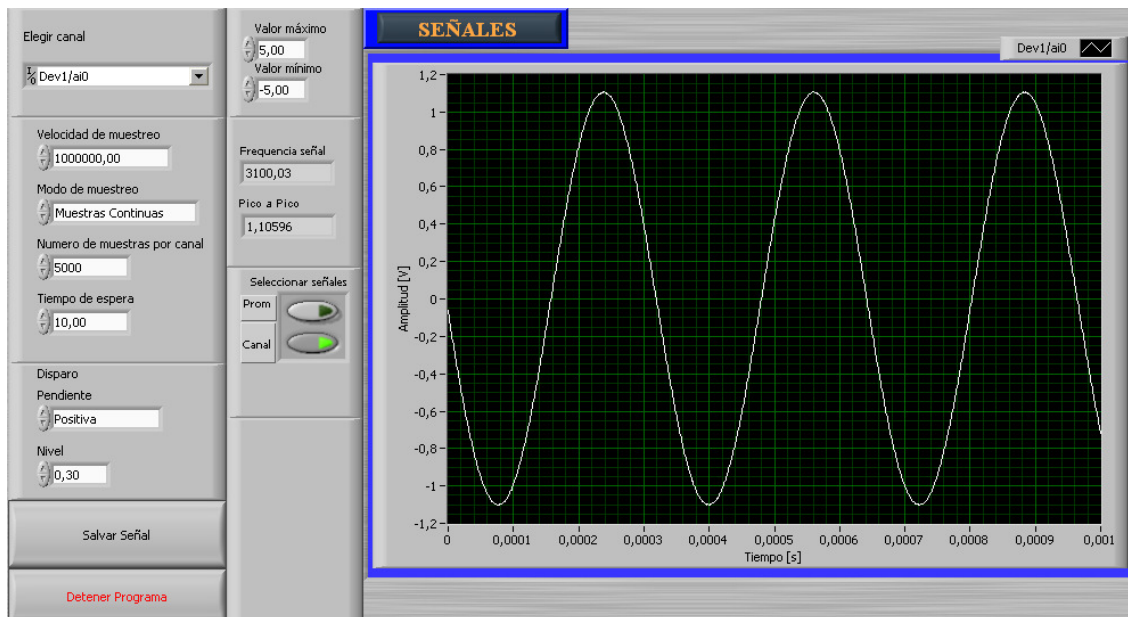 Elegir canal
Dev1/ai0
Velocidad de muestreo
1000000,00
Modo de muestreo
Muestras Continuas
Numero de muestras por canal
5000
Tiempo de espera
10,00
Disparo
Pendiente
Positiva
Nivel
0,30
Salvar Señal
Detener Programa
Valor máximo
5,00
Valor mínimo
-5,00
Frequencia señal
3100,03
Pico a Pico
1,10596
Seleccionar señales
Prom
Canal
SEÑALES
Dev1/ai0
Amplitud [V]
1,2
1
0,8
0,6
0,4
0,2
0
-0,2
-0,4
-0,6
-0,8
-1
-1,2
0 0,0001 0,0002 0,0003 0,0004 0,0005 0,0006 0,0007 0,0008 0,0009 0,001
Tiempo [s]